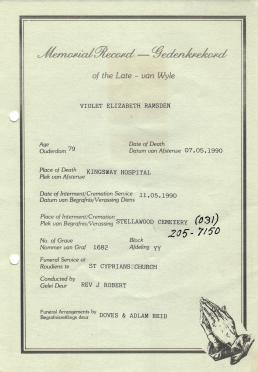 Memorial Record — Gedenkrekord
of the Late - van Wyle
VIOLET ELIZABETH RAMSDEN
Age
Ouderdom 79
Date of Death
Datum van Afsterwe 07.05.1990
Place of Death
Plek van Afsterwe KINGSWAY HOSPITAL
Date of Interment/Cremation Service
Datum van Begrafnis/Verassing Diens 11.05.1990
Place of Interment/Cremation
Plek van Begrafnis/Verassing STELLAWOOD CEMETERY (031)
205-7150
No. of Grave
Nommer van Graf 1682
Block
Afdeling YY
Funeral Service at
Roudiens te ST CYPRIANS CHURCH
Conducted by
Gelei Deur REV J ROBERT
Funeral Arrangements by
Begrafnisreëlings deur DOVES & ADLAM REID